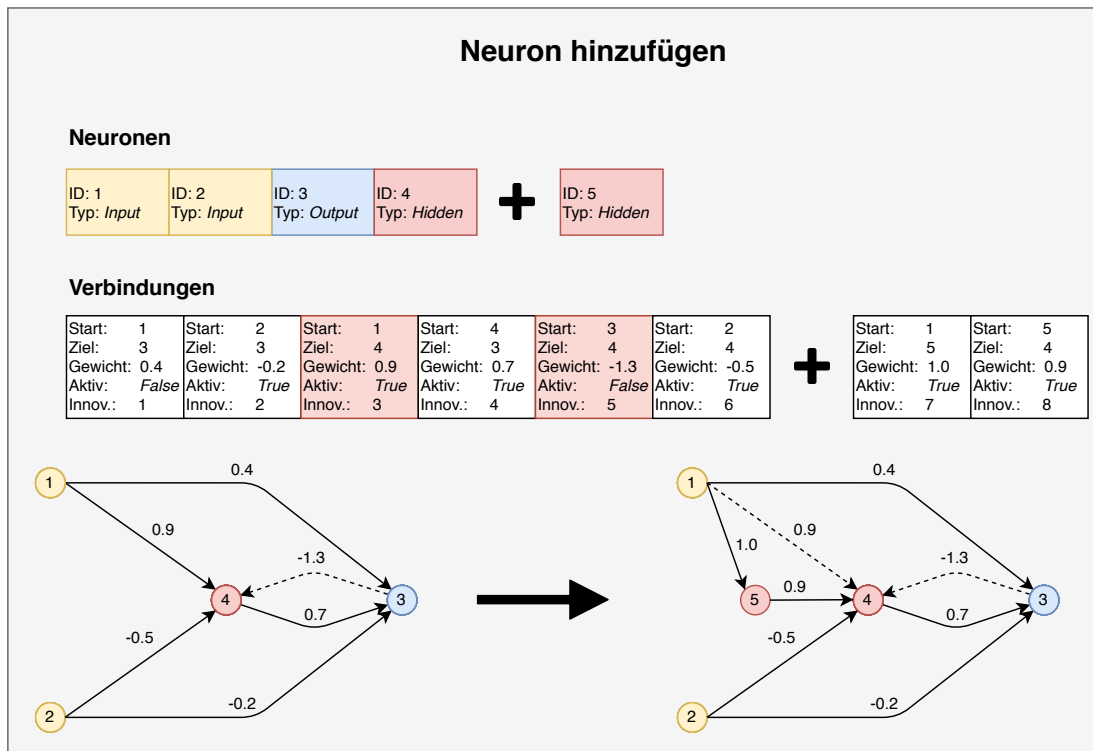 Neuron hinzufügen
Neuronen
ID: 1 ID: 2 ID: 3 ID: 4 ID: 5
Typ: Input Typ: Input Typ: Output Typ: Hidden Typ: Hidden
Verbindungen
Start: 1 Start: 2 Start: 1 Start: 4 Start: 3 Start: 2 Start: 1 Start: 5
Ziel: 3 Ziel: 3 Ziel: 4 Ziel: 3 Ziel: 4 Ziel: 4 Ziel: 5 Ziel: 4
Gewicht: 0.4 Gewicht: -0.2 Gewicht: 0.9 Gewicht: 0.7 Gewicht: -1.3 Gewicht: -0.5 Gewicht: 1.0 Gewicht: 0.9
Aktiv: False Aktiv: True Aktiv: True Aktiv: True Aktiv: False Aktiv: True Aktiv: True Aktiv: True
Innov.: 1 Innov.: 2 Innov.: 3 Innov.: 4 Innov.: 5 Innov.: 6 Innov.: 7 Innov.: 8
1
0.4
0.9
-1.3
4
3
0.7
-0.5
2
-0.2
1
0.4
0.9
1.0
-1.3
5
0.9
4
3
0.7
-0.5
2
-0.2